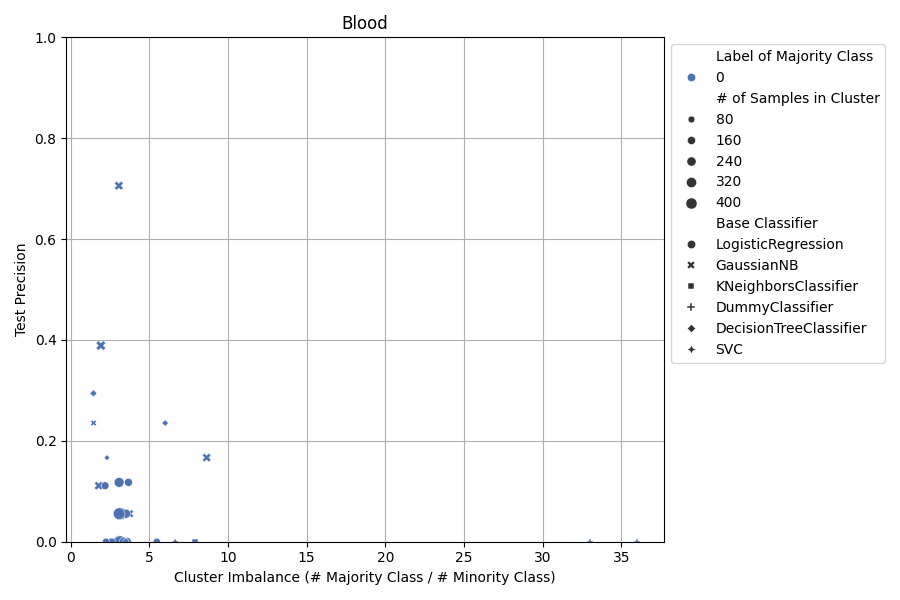 Blood
Test Precision
1.0
0.8
0.6
0.4
0.2
0.0
0
5
10
15
20
25
30
35
Cluster Imbalance (# Majority Class / # Minority Class)
Label of Majority Class
0
# of Samples in Cluster
80
160
240
320
400
Base Classifier
LogisticRegression
GaussianNB
KNeighborsClassifier
DummyClassifier
DecisionTreeClassifier
SVC